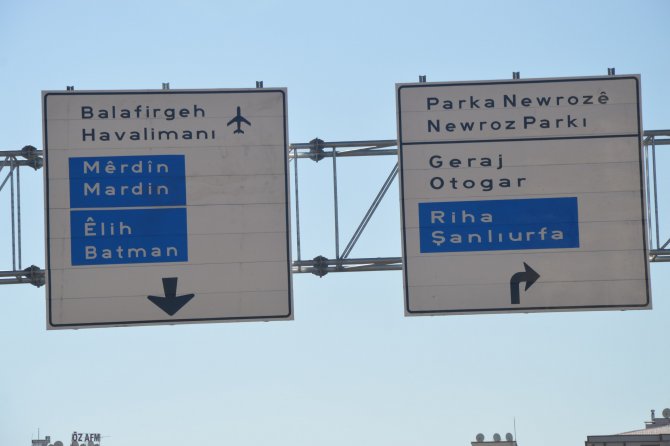 Balafirgeh
Havalimanı
Mêrdîn
Mardin
Êlih
Batman
Parka Newrozê
Newroz Parkı
Geraj
Otogar
Riha
Şanlıurfa
ÖZ AFM